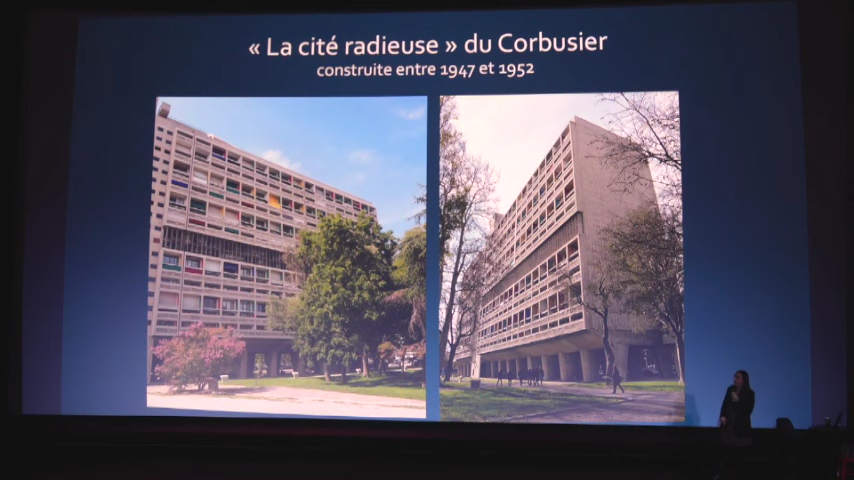 « La cité radieuse » du Corbusier
construite entre 1947 et 1952